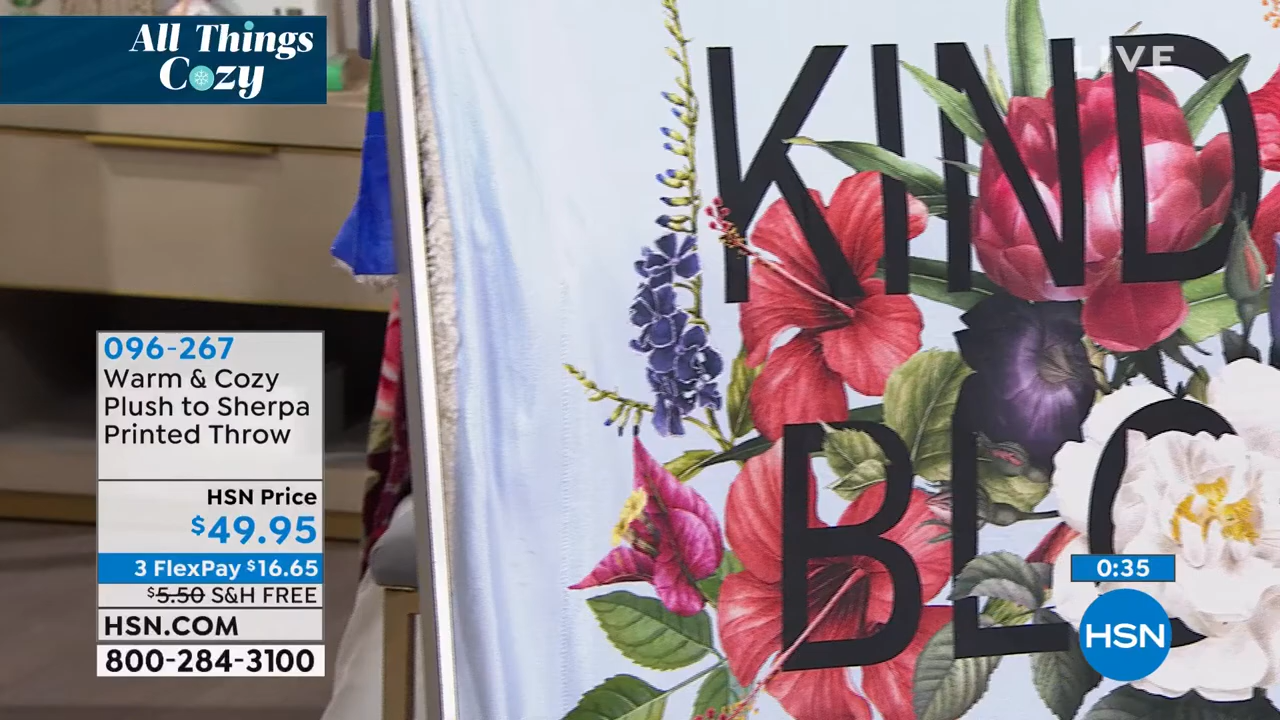 All Things
Cozy
LIVE
KIND
BLO
096-267
Warm & Cozy
Plush to Sherpa
Printed Throw
HSN Price
$49.95
3 FlexPay $16.65
$5.50 S&H FREE
HSN.COM
800-284-3100
0:35
HSN